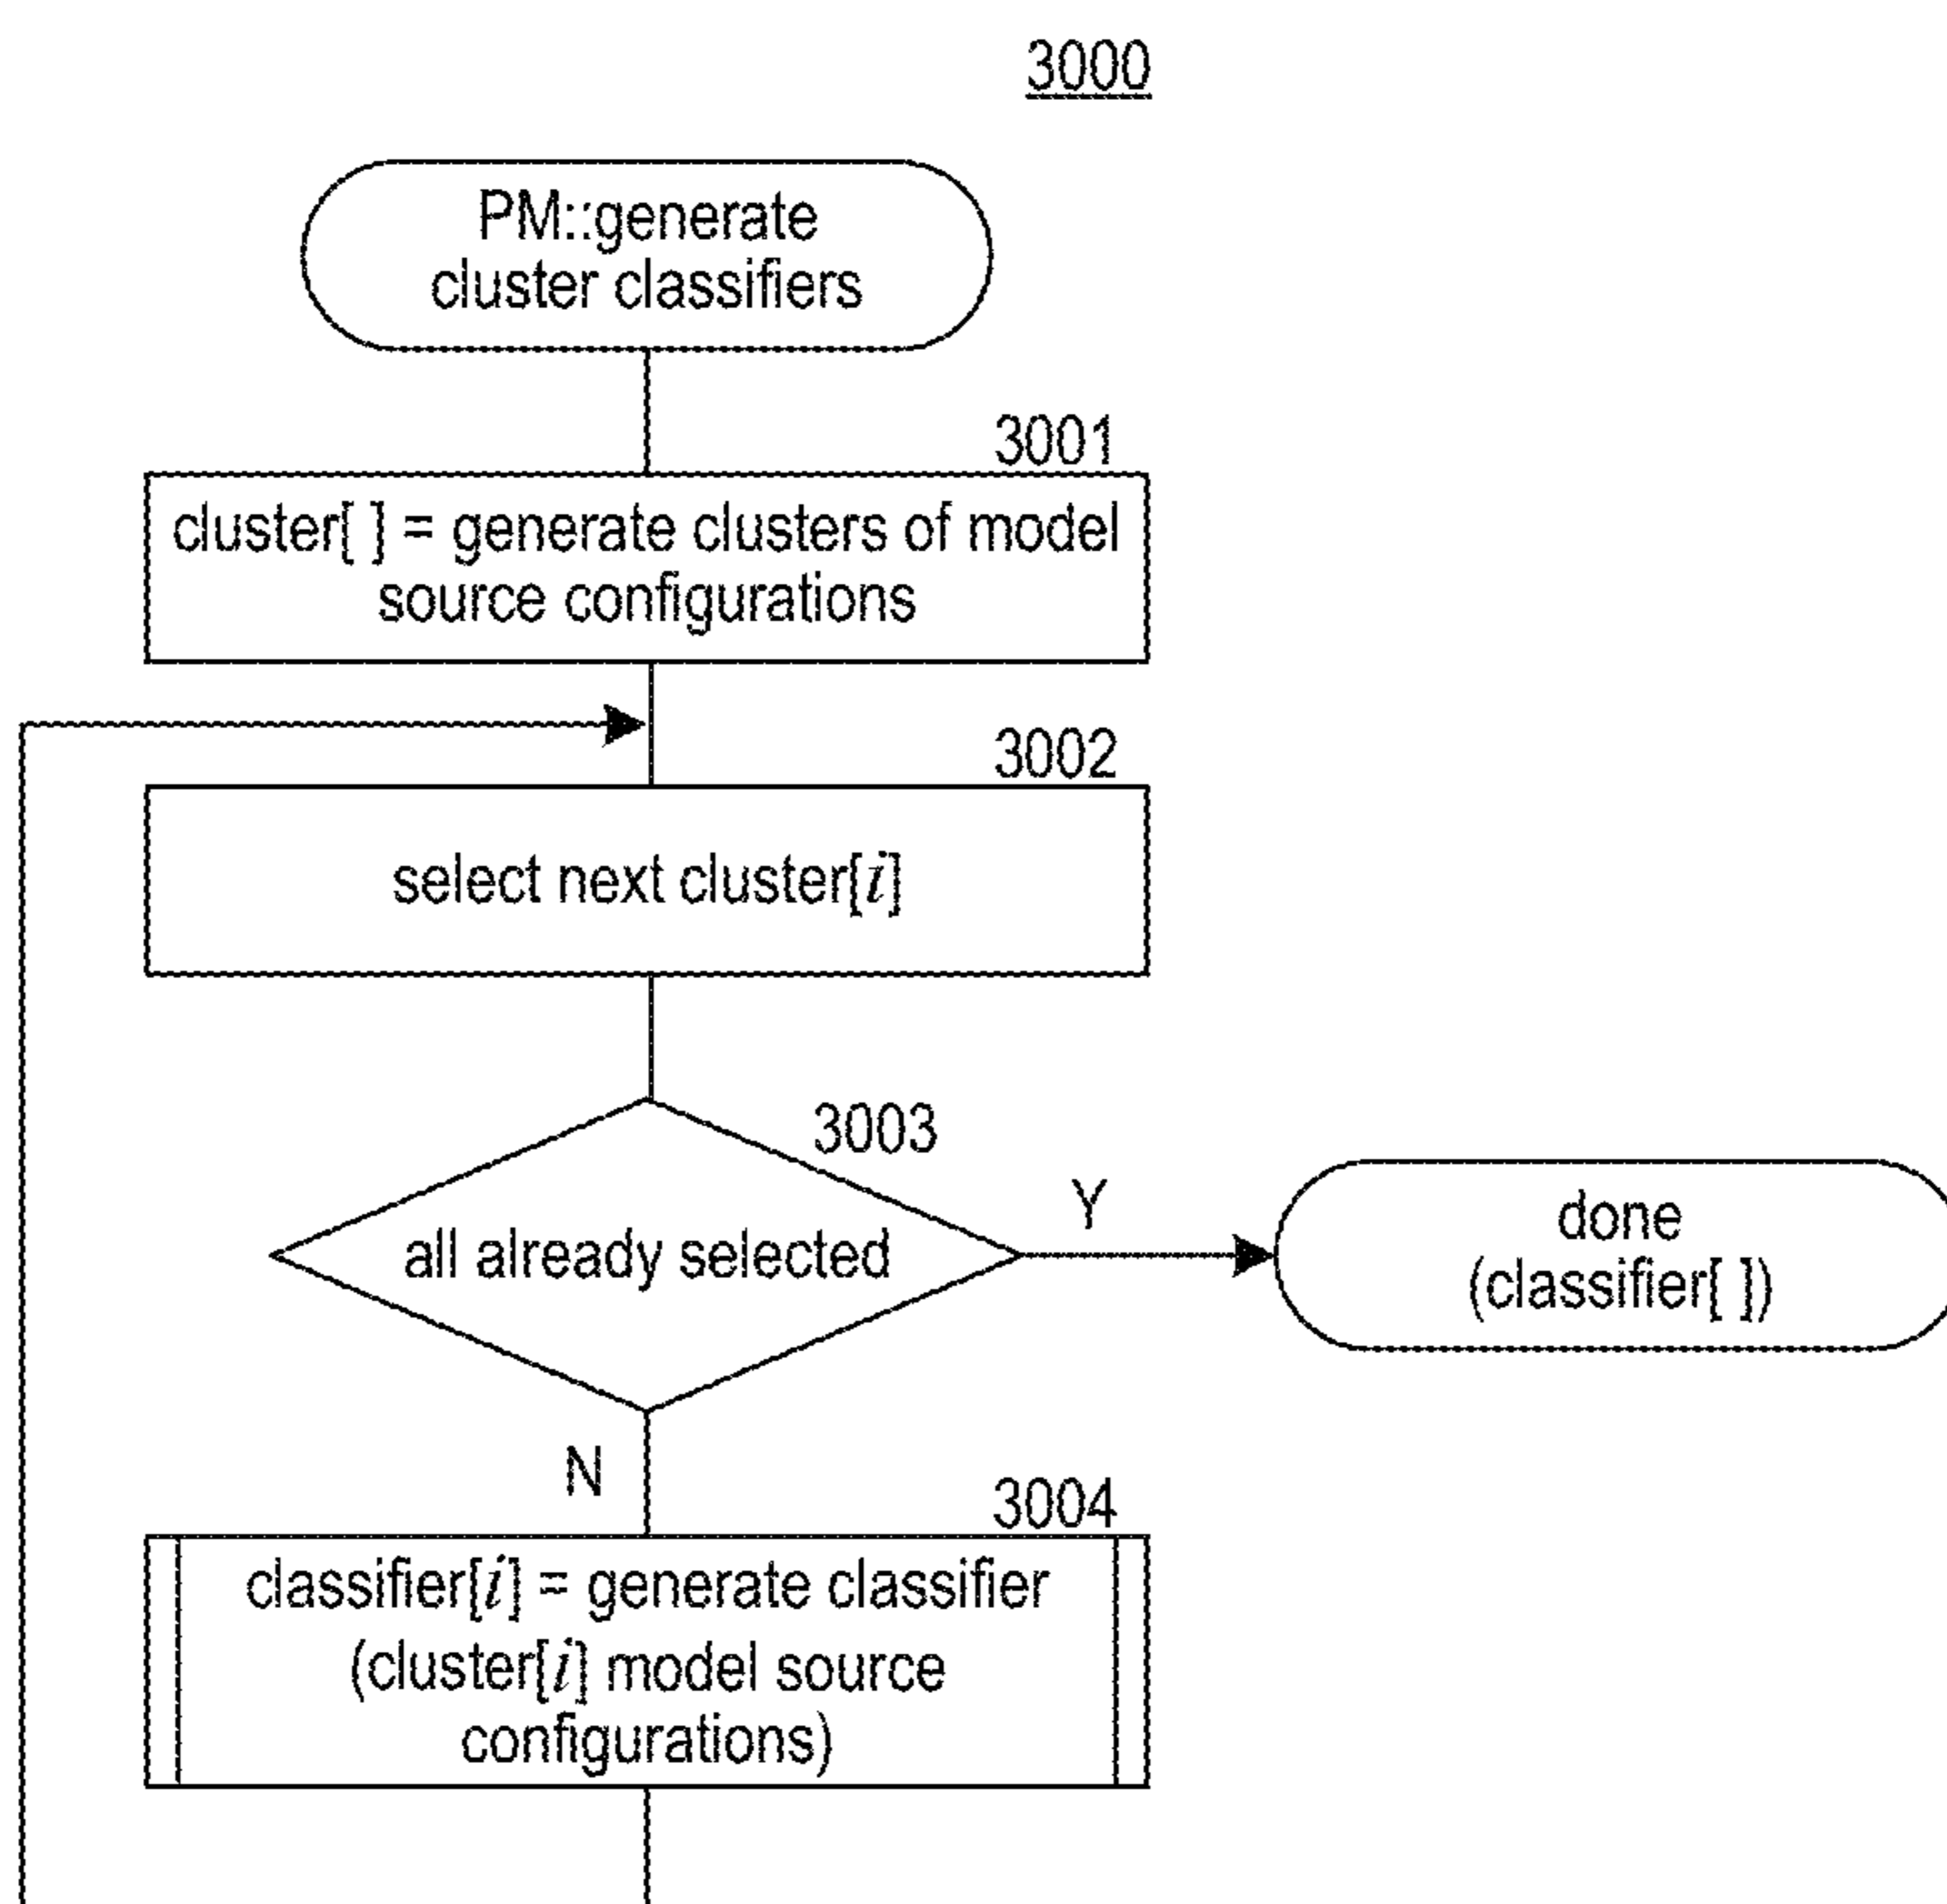 3000
PM::generate
cluster classifiers
3001
cluster[ ] = generate clusters of model
source configurations
3002
select next cluster[i]
3003
all already selected
Y
done
(classifier[ ])
N
3004
classifier[i] = generate classifier
(cluster[i] model source
configurations)